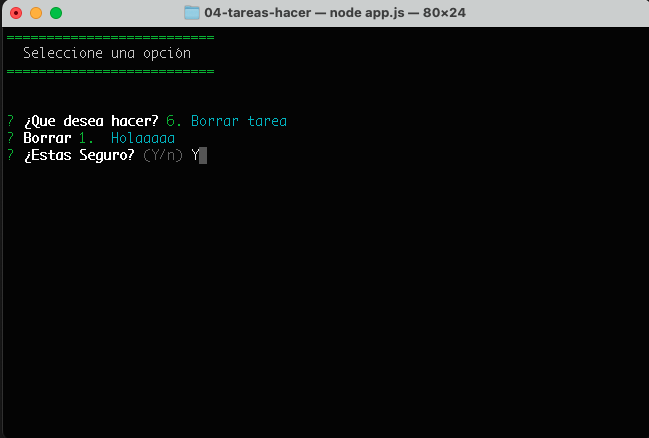 04-tareas-hacer — node app.js — 80×24
==========================
Seleccione una opción
==========================
? ¿Que desea hacer? 6. Borrar tarea
? Borrar 1. Holaaaaa
? ¿Estas Seguro? (Y/n) Y